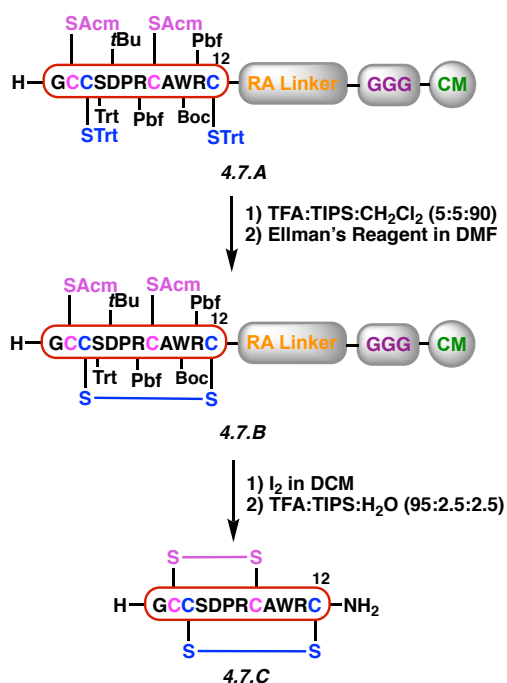 SAcm SAcm
tBu Pbf
12
H GCCSDPRCAWRC RA Linker GGG CM
Trt Pbf Boc
STrt STrt
4.7.A
1) TFA:TIPS:CH₂Cl₂ (5:5:90)
2) Ellman's Reagent in DMF
SAcm SAcm
tBu Pbf
12
H GCCSDPRCAWRC RA Linker GGG CM
Trt Pbf Boc
S S
4.7.B
1) I₂ in DCM
2) TFA:TIPS:H₂O (95:2.5:2.5)
S S
12
H GCCSDPRCAWRC NH₂
S S
4.7.C